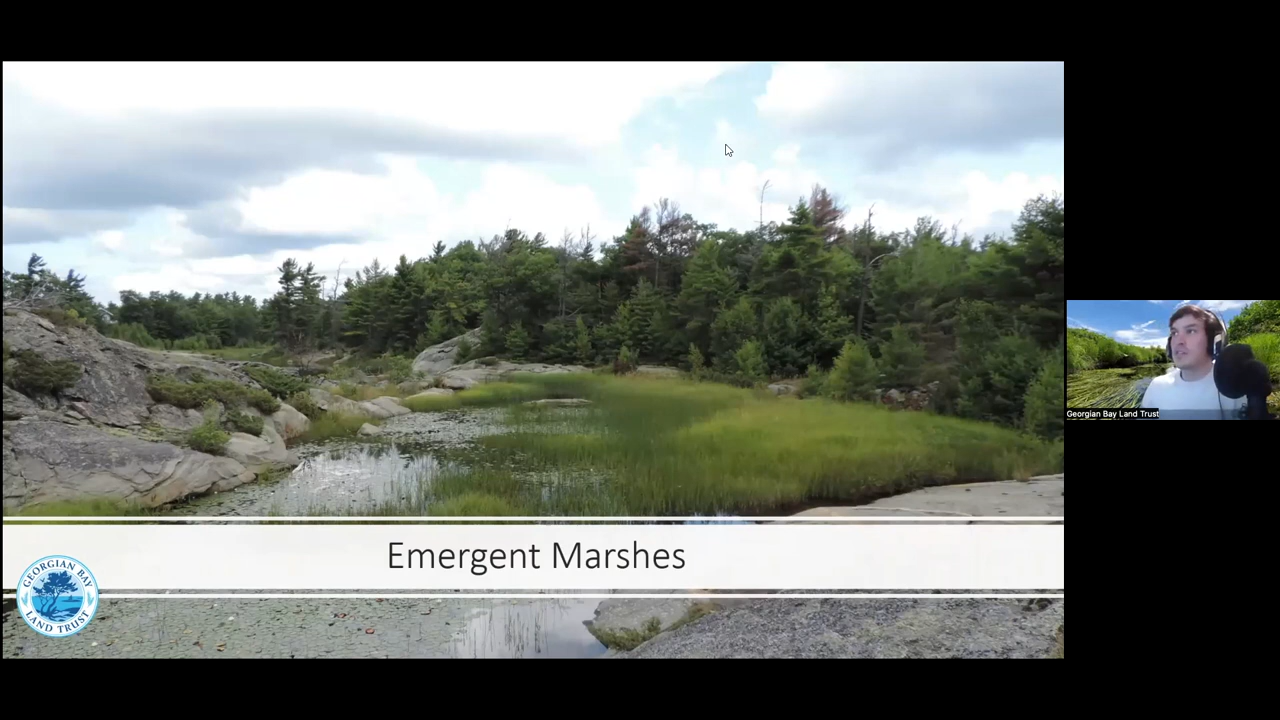 Emergent Marshes
GEORGIAN BAY
LAND TRUST
Georgian Bay Land Trust